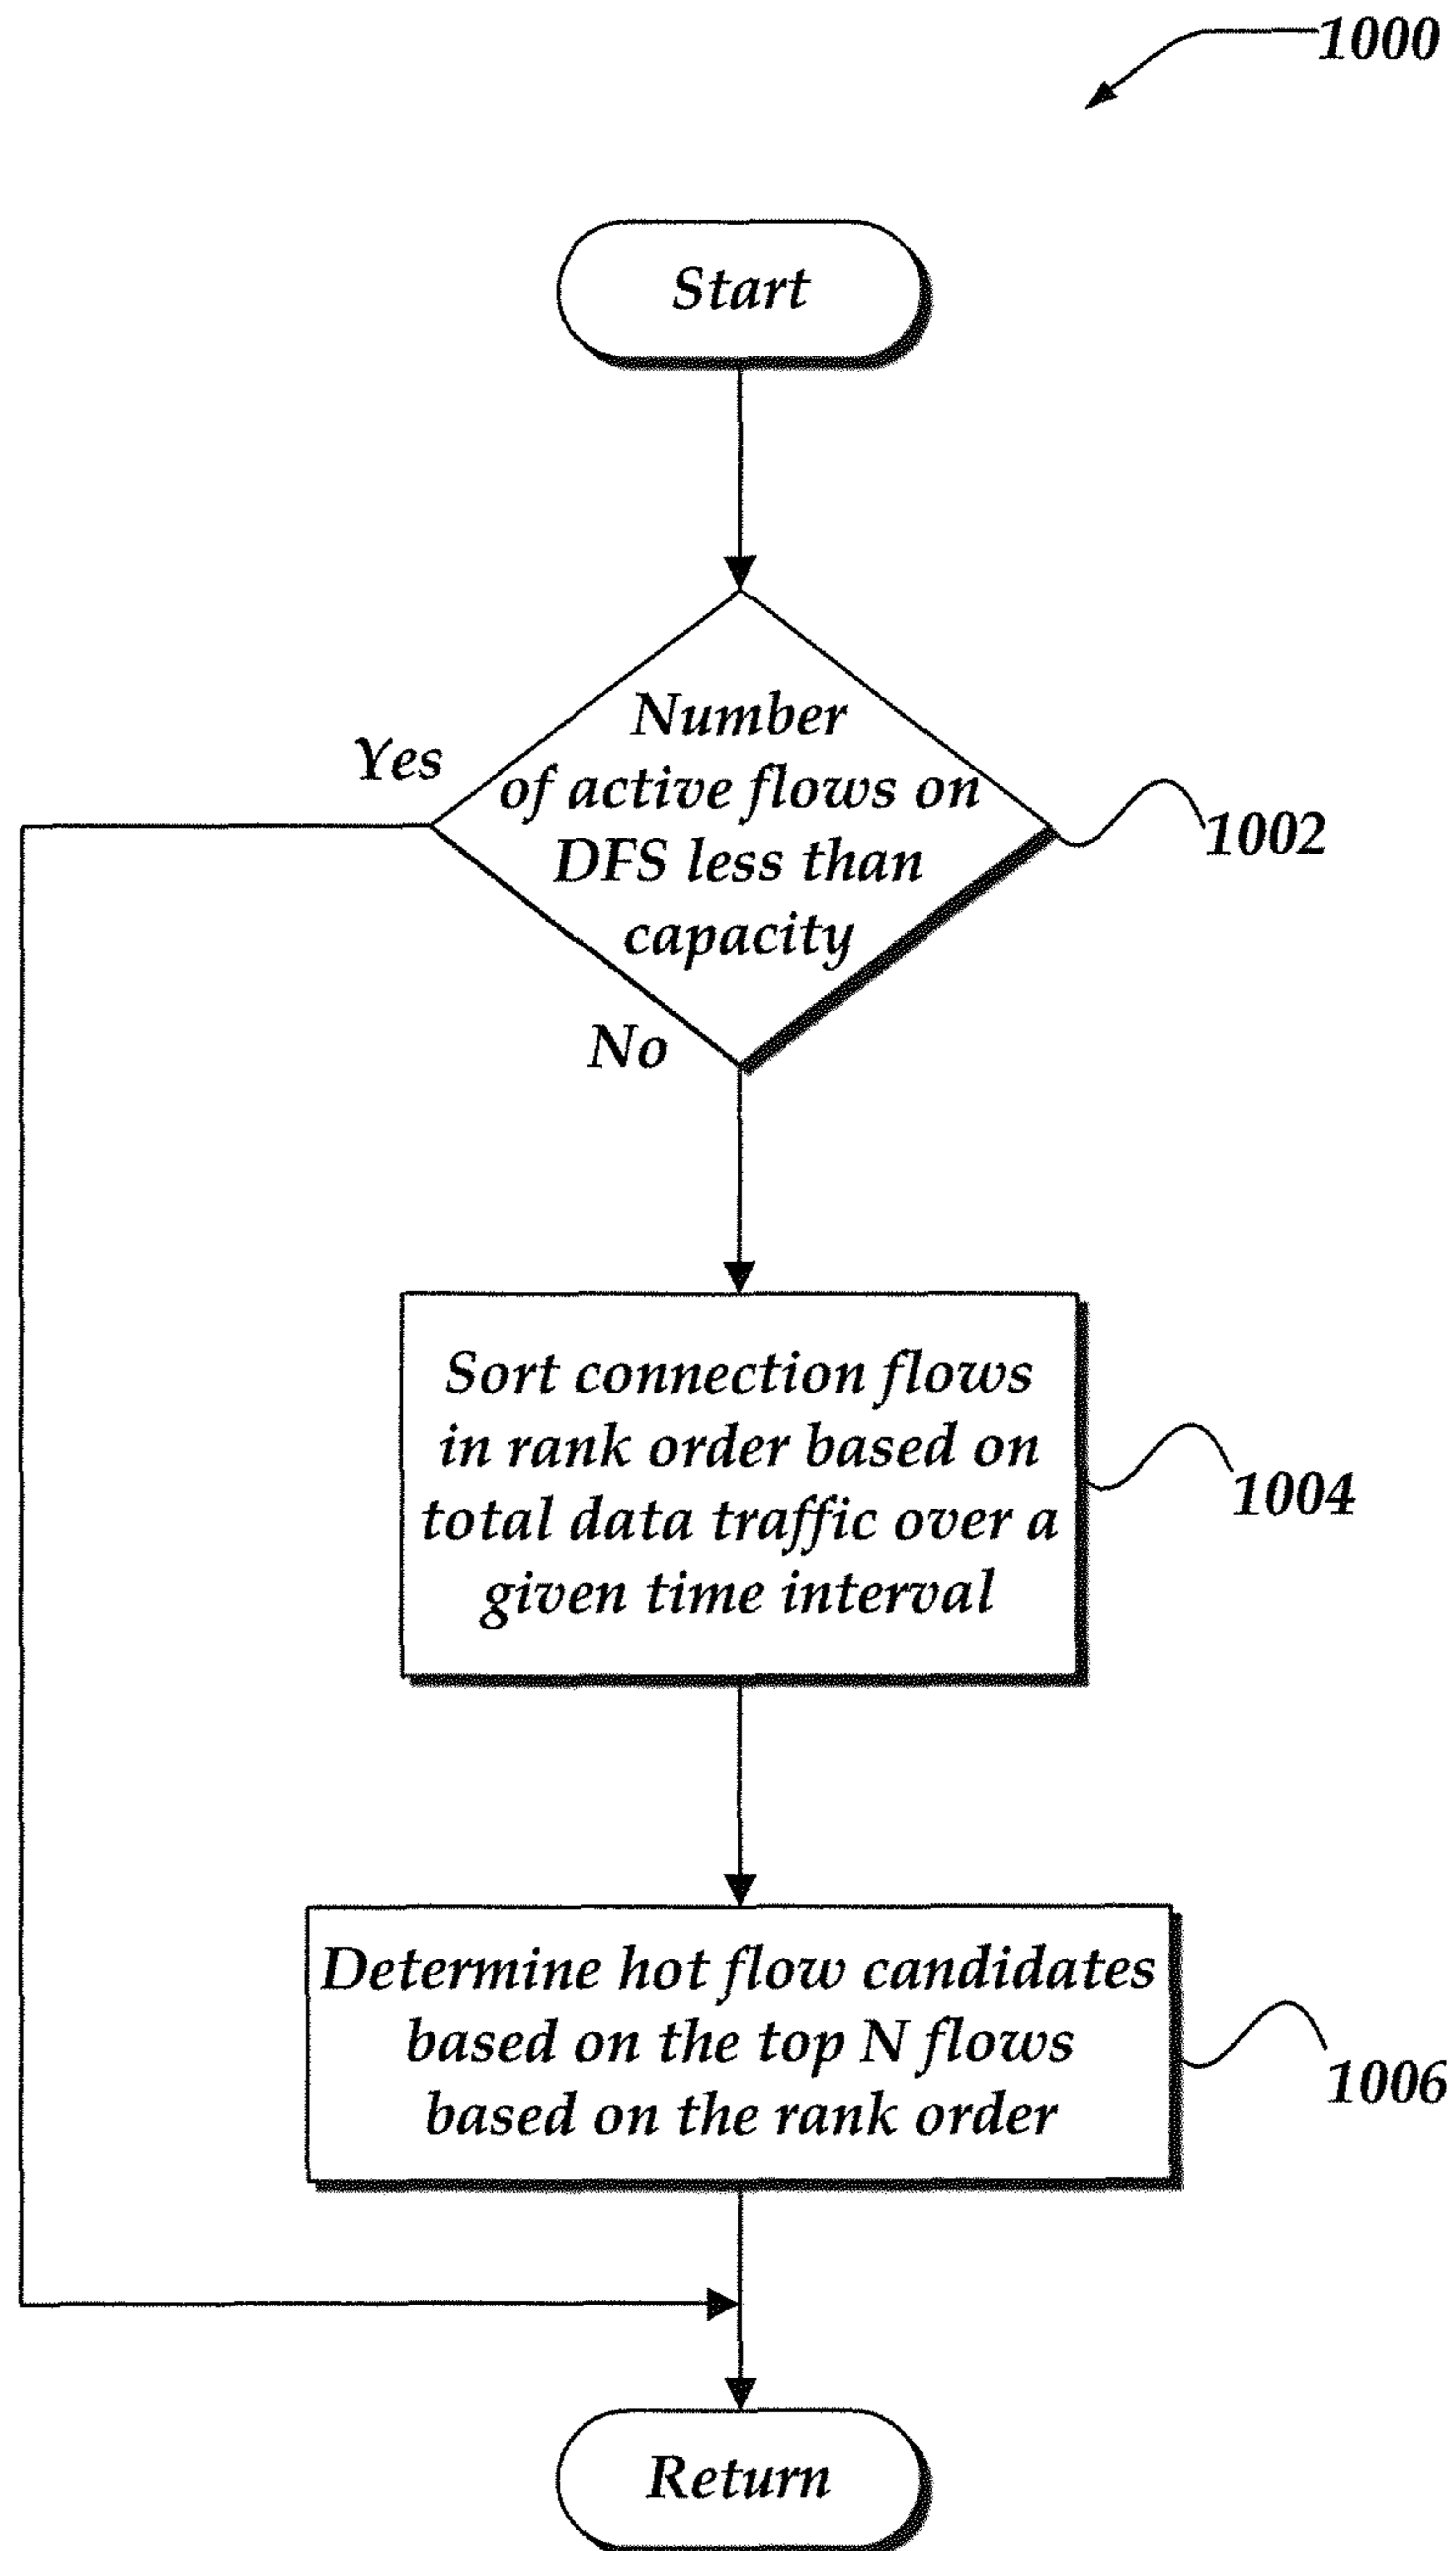 1000
Start
Number
of active flows on
DFS less than
capacity
Yes
1002
No
Sort connection flows
in rank order based on
total data traffic over a
given time interval
1004
Determine hot flow candidates
based on the top N flows
based on the rank order
1006
Return